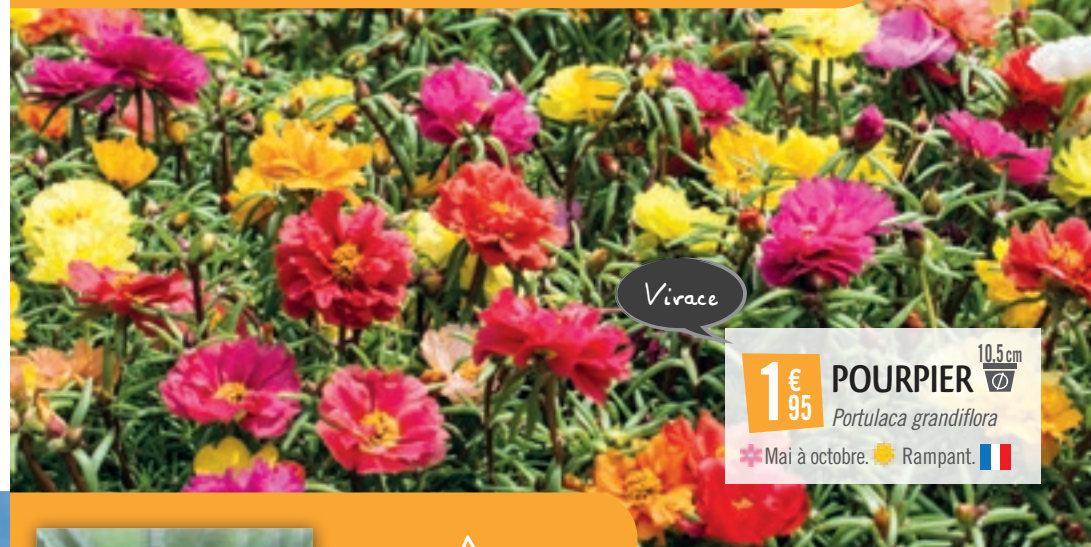 Virace
1€95
POURPIER 10.5 cm
Portulaca grandiflora
Mai à octobre. Rampant.